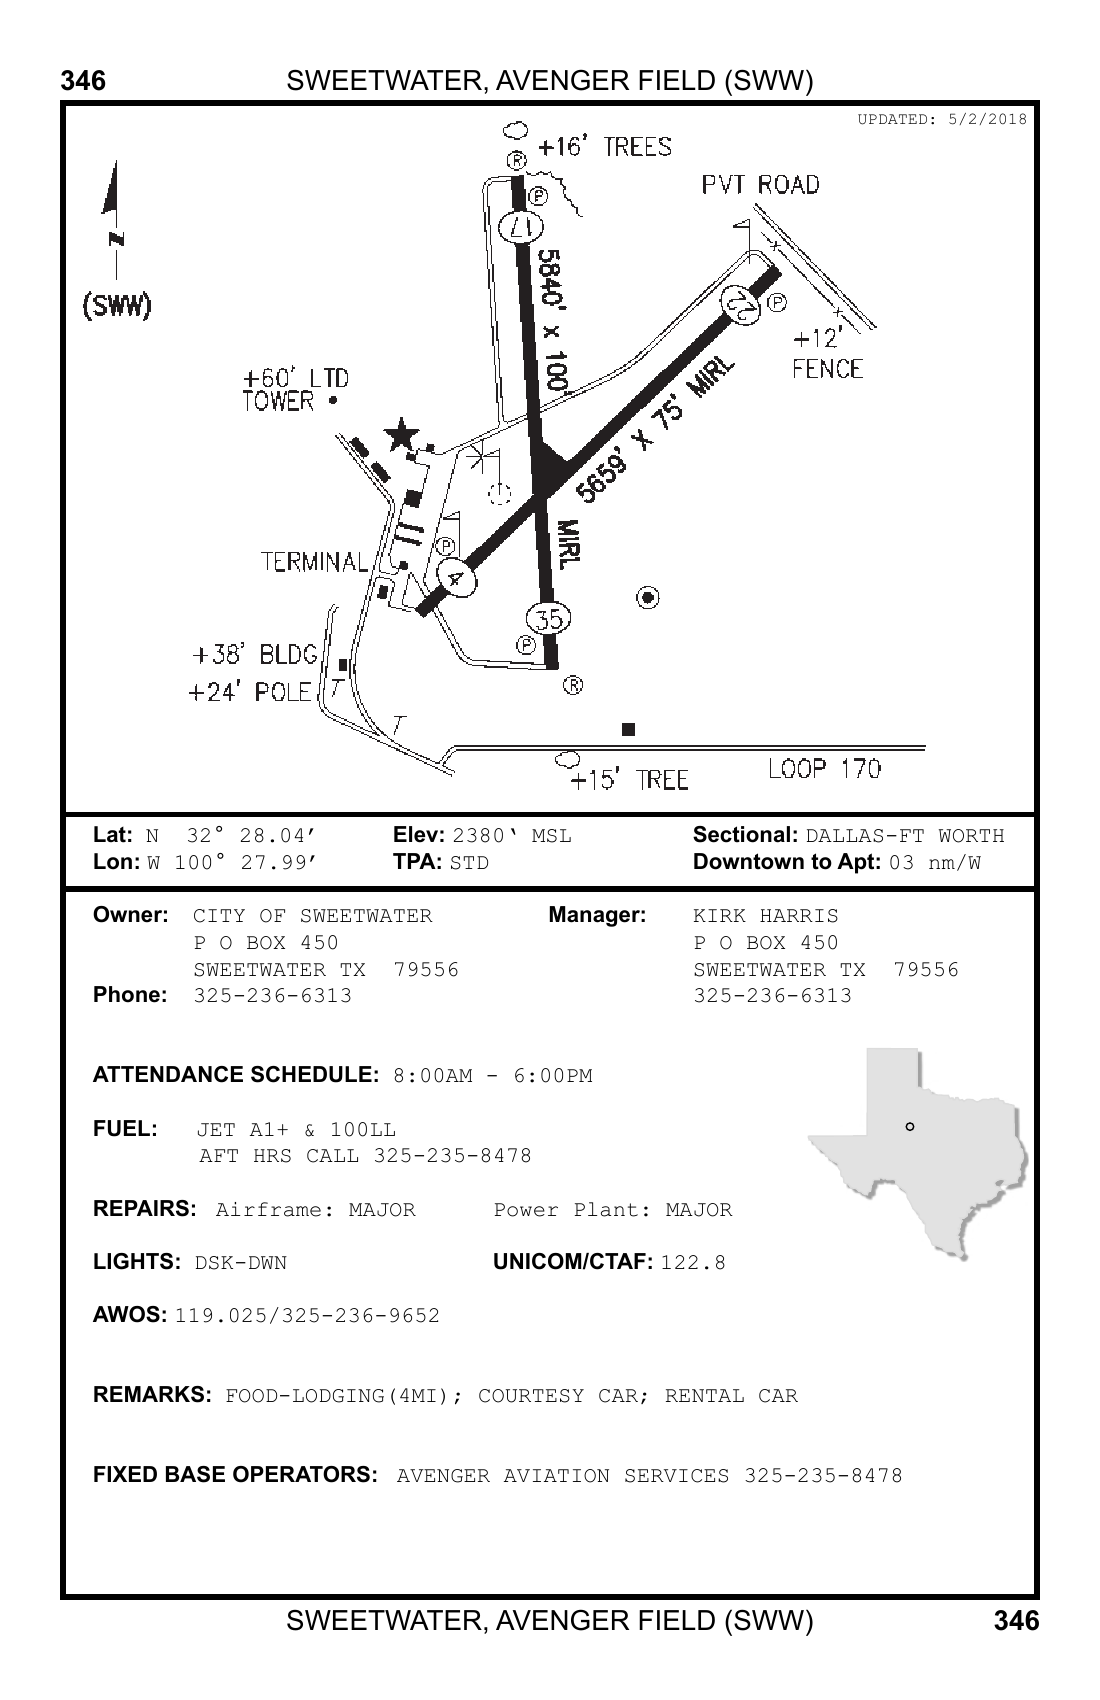 346 SWEETWATER, AVENGER FIELD (SWW)
UPDATED: 5/2/2018
+16' TREES
R
PVT ROAD
P
17
N
5840' X 100'
(SWW)
22
P
+12'
FENCE
+60' LTD
TOWER
5659' X 75' MIRL
MIRL
P
TERMINAL
4
35
P
+38' BLDG
+24' POLE
T
R
T
+15' TREE
LOOP 170
Lat: N 32° 28.04’ Elev: 2380‘ MSL Sectional: DALLAS-FT WORTH
Lon: W 100° 27.99’ TPA: STD Downtown to Apt: 03 nm/W
Owner: CITY OF SWEETWATER Manager: KIRK HARRIS
P O BOX 450 P O BOX 450
SWEETWATER TX 79556 SWEETWATER TX 79556
Phone: 325-236-6313 325-236-6313
ATTENDANCE SCHEDULE: 8:00AM - 6:00PM
FUEL: JET A1+ & 100LL
AFT HRS CALL 325-235-8478
REPAIRS: Airframe: MAJOR Power Plant: MAJOR
LIGHTS: DSK-DWN UNICOM/CTAF: 122.8
AWOS: 119.025/325-236-9652
REMARKS: FOOD-LODGING(4MI); COURTESY CAR; RENTAL CAR
FIXED BASE OPERATORS: AVENGER AVIATION SERVICES 325-235-8478
SWEETWATER, AVENGER FIELD (SWW) 346